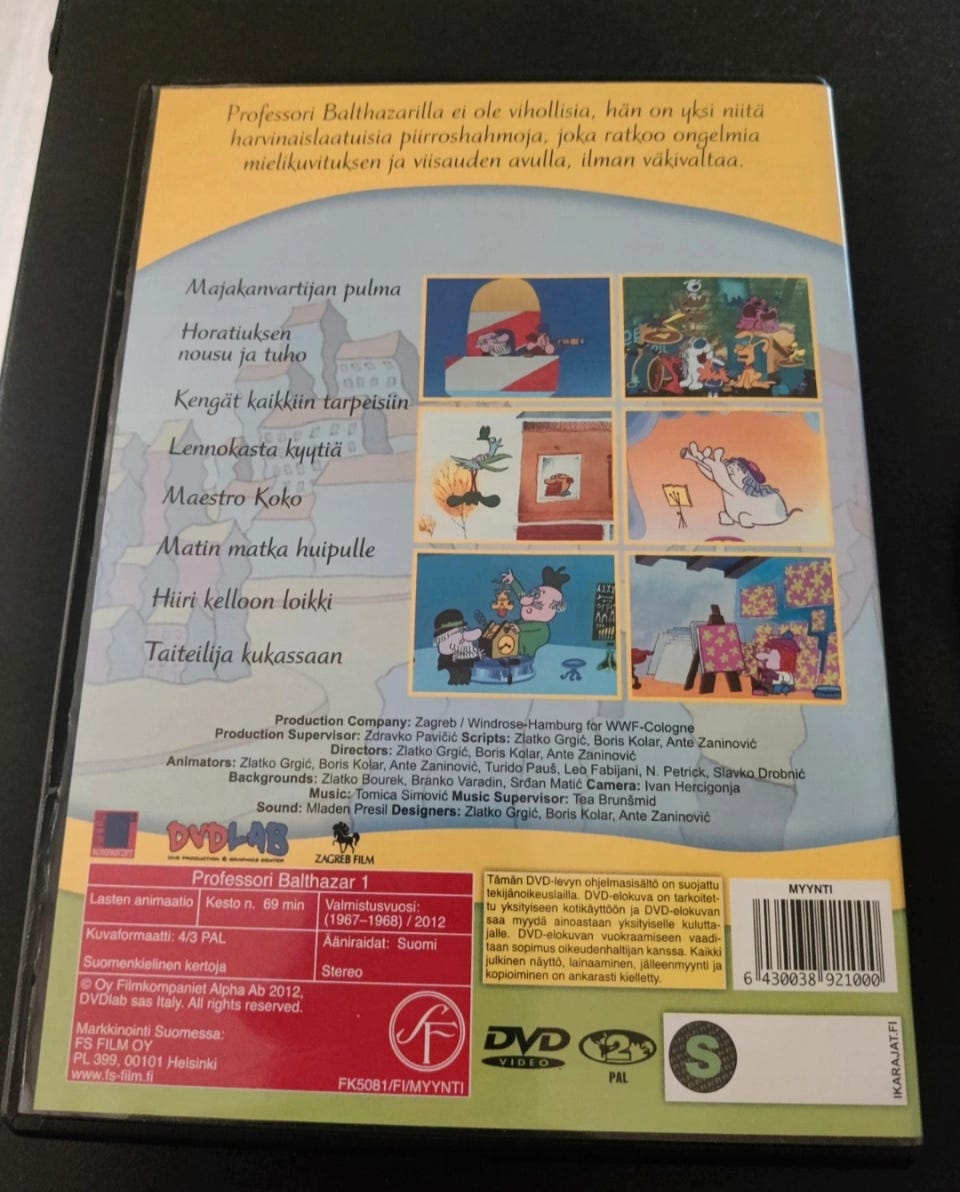 Professori Balthazarilla ei ole vihollisia, hän on yksi niitä
harvinaislaatuisia piirroshahmoja, joka ratkoo ongelmia
mielikuvituksen ja viisauden avulla, ilman väkivaltaa.
Majakanvartijan pulma
Horatiuksen
nousu ja tuho
Kengät kaikkiin tarpeisiin
Lennokasta kyytiä
Maestro Koko
Matin matka huipulle
Hiiri kelloon loikki
Taiteilija kukassaan
Production Company: Zagreb / Windrose-Hamburg for WWF-Cologne
Production Supervisor: Zdravko Pavičić Scripts: Zlatko Grgić, Boris Kolar, Ante Zaninović
Directors: Zlatko Grgić, Boris Kolar, Ante Zaninović
Animators: Zlatko Grgić, Boris Kolar, Ante Zaninović, Turido Pauš, Leo Fabijani, N. Petrick, Slavko Drobnić
Backgrounds: Zlatko Bourek, Branko Varadin, Srđan Matić Camera: Ivan Hercigonja
Music: Tomica Simović Music Supervisor: Tea Brunšmid
Sound: Mladen Presil Designers: Zlatko Grgić, Boris Kolar, Ante Zaninović
DVDLAB
DVD PRODUCTION & GRAPHICS CENTER
ZAGREB FILM
Professori Balthazar 1
Lasten animaatio
Kesto n. 69 min
Valmistusvuosi:
(1967–1968) / 2012
Kuvaformaatti: 4/3 PAL
Suomenkielinen kertoja
Ääniraidat: Suomi
Stereo
© Oy Filmkompaniet Alpha Ab 2012,
DVDlab sas Italy. All rights reserved.
Markkinointi Suomessa:
FS FILM OY
PL 399, 00101 Helsinki
www.fs-film.fi
SF
FK5081/FI/MYYNTI
Tämän DVD-levyn ohjelmasisältö on suojattu
tekijänoikeuslailla. DVD-elokuva on tarkoitet-
tu yksityiseen kotikäyttöön ja DVD-elokuvan
saa myydä ainoastaan yksityiselle kulutta-
jalle. DVD-elokuvan vuokraamiseen vaadi-
taan sopimus oikeudenhaltijan kanssa. Kaikki
julkinen näyttö, lainaaminen, jälleenmyynti ja
kopioiminen on ankarasti kielletty.
MYYNTI
6 430038 921000
DVD
VIDEO
2
PAL
S
IKARAJAT.FI